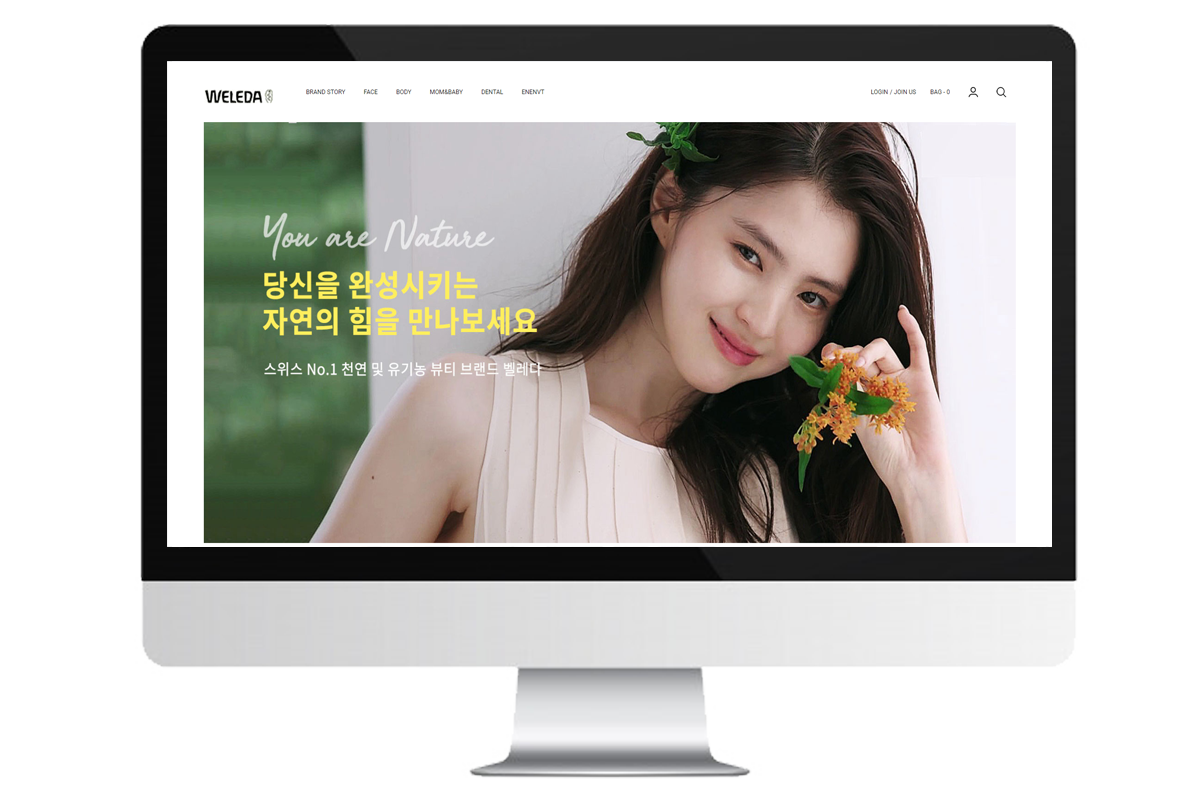 WELEDA
BRAND STORY FACE BODY MOM&BABY DENTAL ENENVT
LOGIN / JOIN US BAG - 0
You are Nature
당신을 완성시키는
자연의 힘을 만나보세요
스위스 No.1 천연 및 유기농 뷰티 브랜드 벨레다